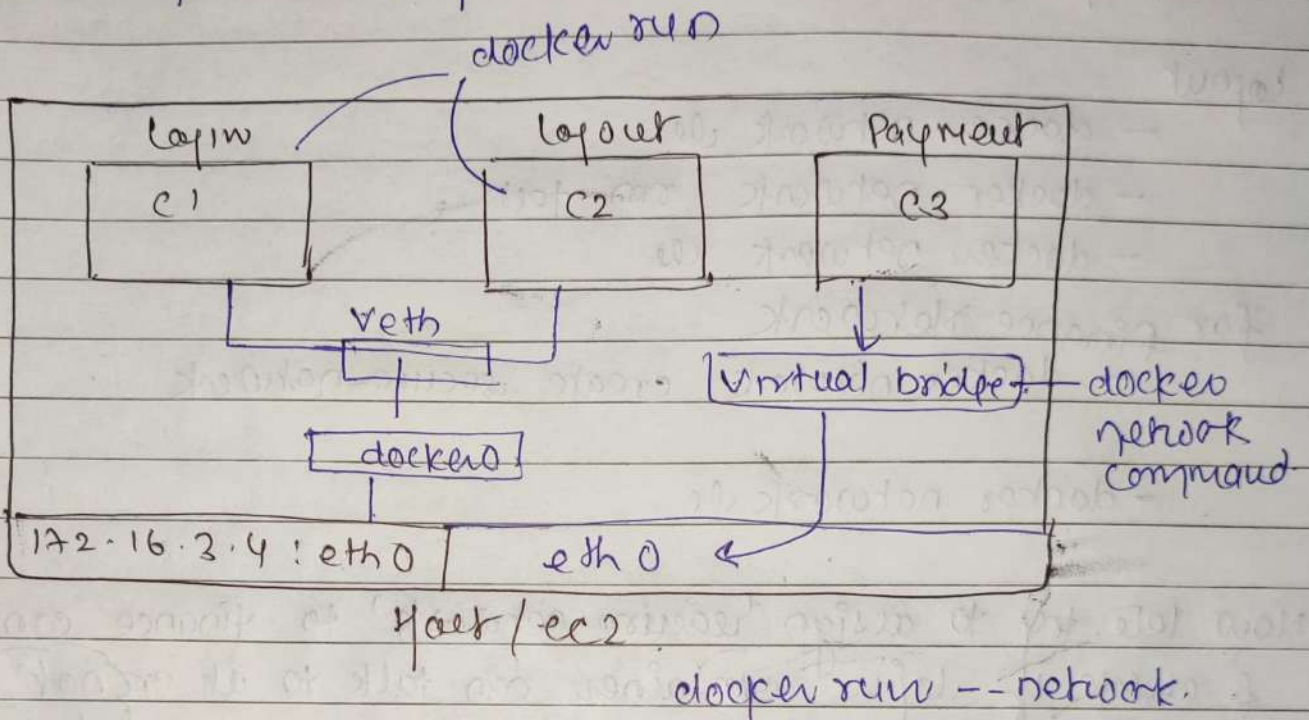 docker run
login
logout
Payment
C1
C2
C3
veth
Virtual bridge
docker
network
command
docker0
172.16.3.4 : eth0
eth0
Host / ec2
docker run -- network.